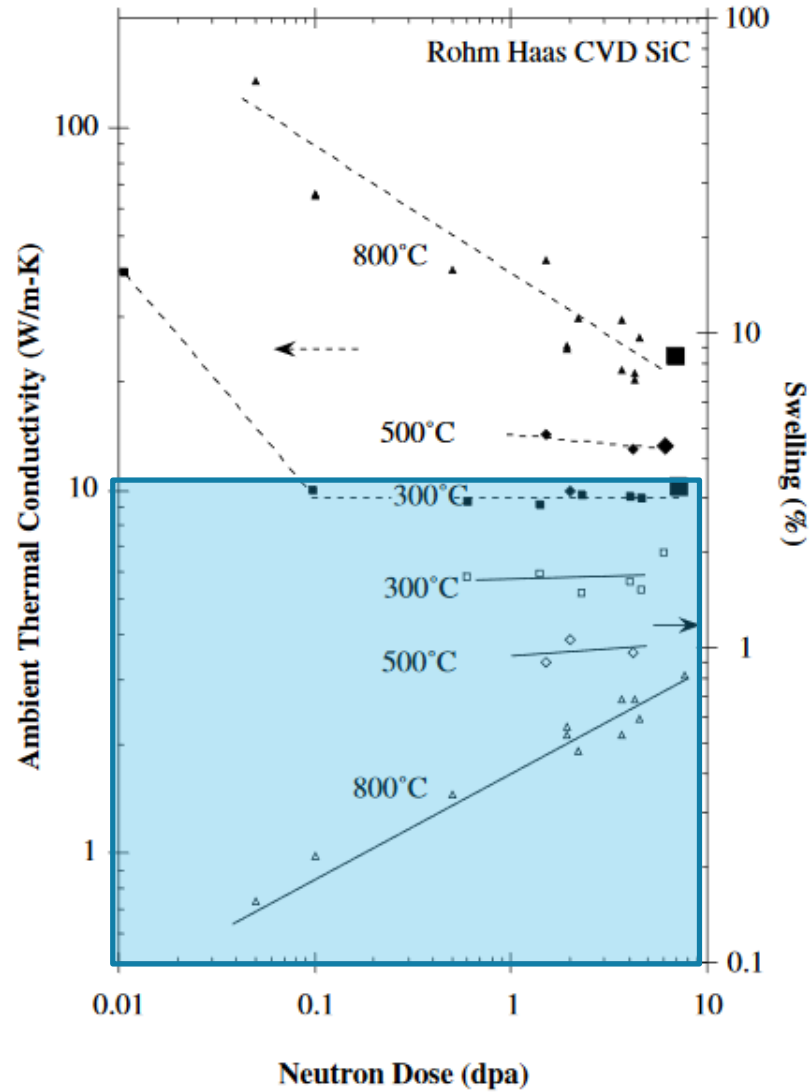 Rohm Haas CVD SiC
Ambient Thermal Conductivity (W/m-K)
100
10
1
800˚C
500˚C
300˚C
300˚C
500˚C
800˚C
100
10
1
0.1
Swelling (%)
0.01
0.1
1
10
Neutron Dose (dpa)